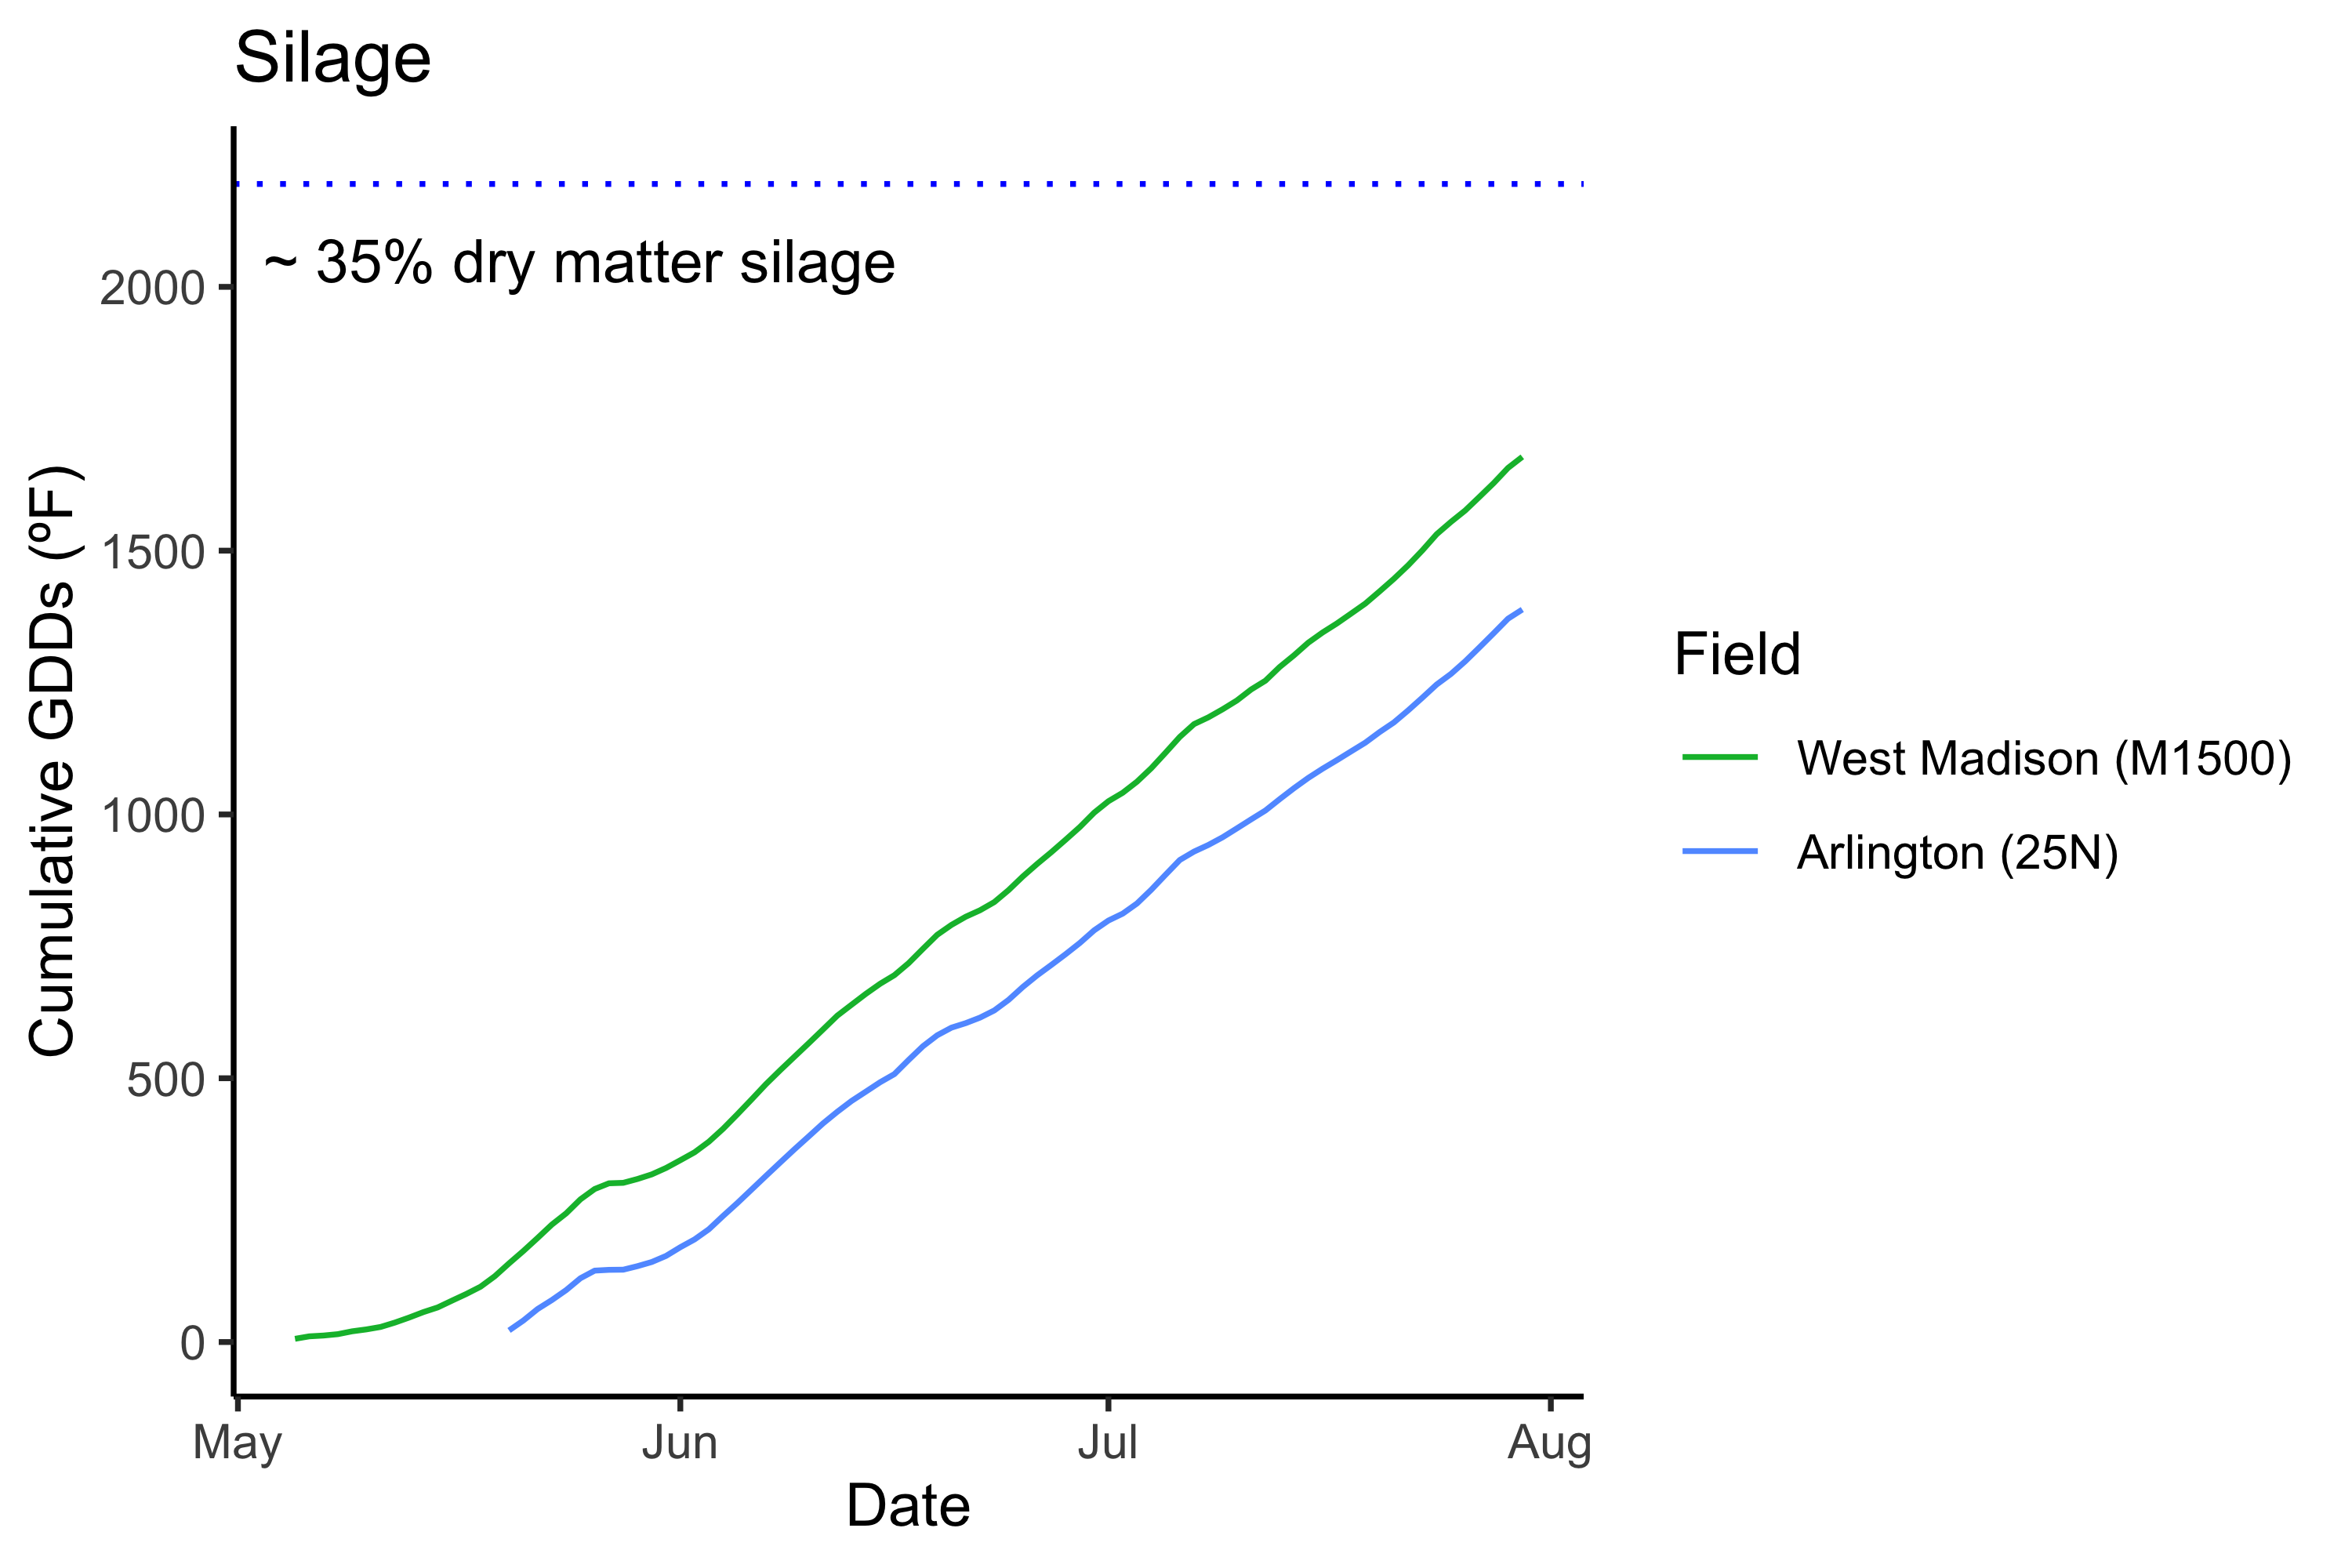 Silage
~ 35% dry matter silage
2000
1500
1000
500
0
Cumulative GDDs (ºF)
May
Jun
Jul
Aug
Date
Field
West Madison (M1500)
Arlington (25N)